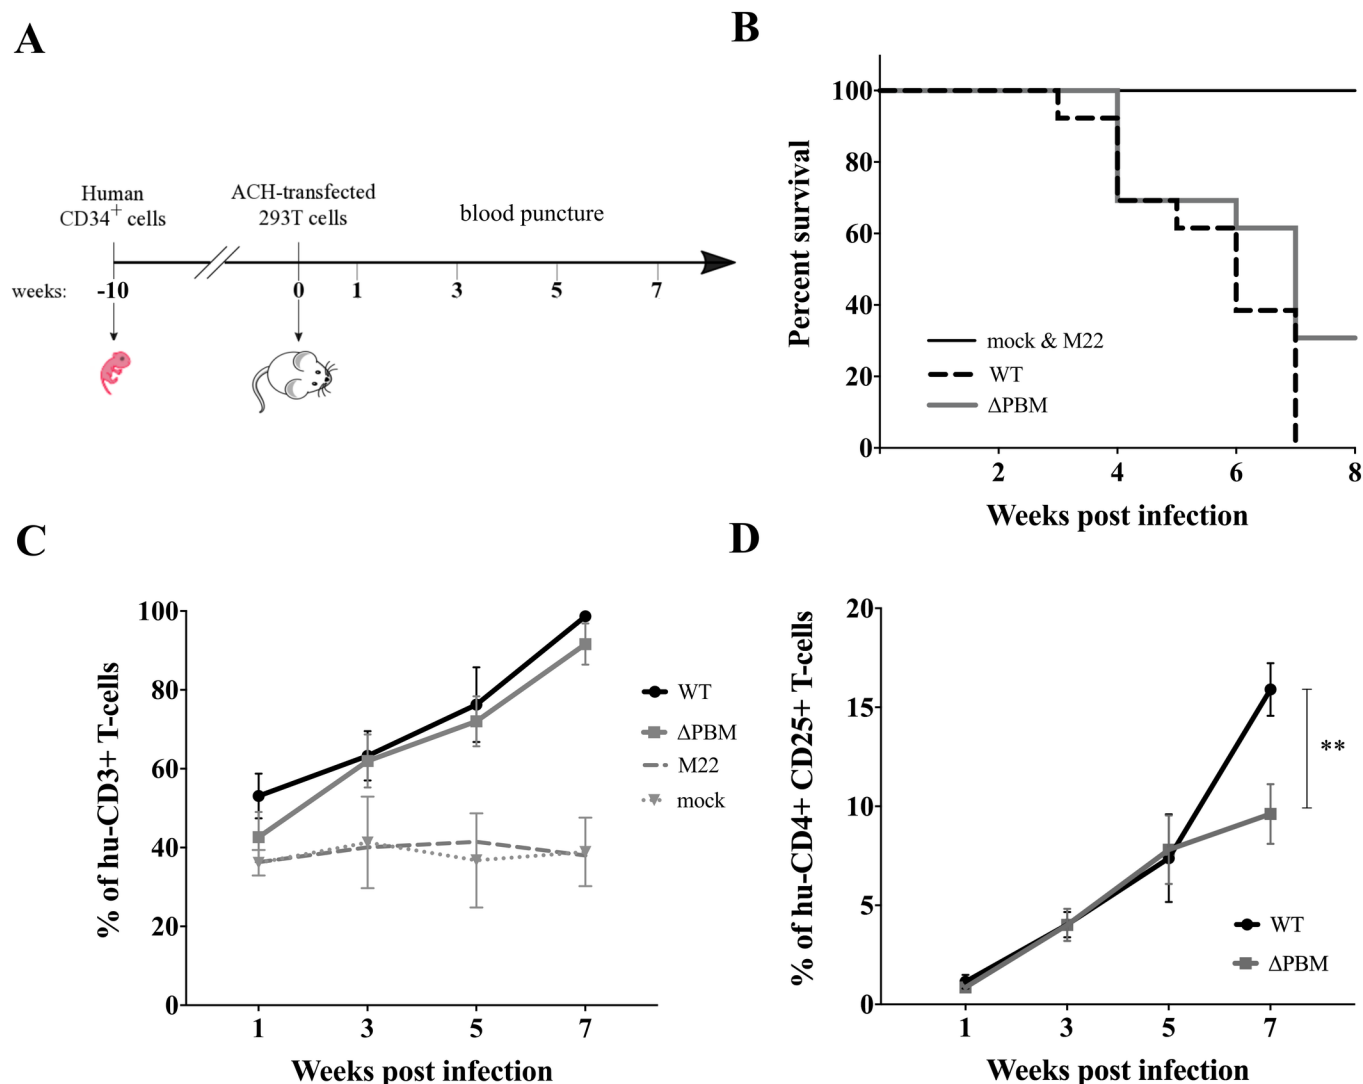 A
Human
CD34+ cells
ACH-transfected
293T cells
blood puncture
weeks:
-10
0
1
3
5
7
B
Percent survival
100
80
60
40
20
0
mock & M22
WT
ΔPBM
2
4
6
8
Weeks post infection
C
% of hu-CD3+ T-cells
100
80
60
40
20
0
WT
ΔPBM
M22
mock
1
3
5
7
Weeks post infection
D
% of hu-CD4+ CD25+ T-cells
20
15
10
5
0
**
WT
ΔPBM
1
3
5
7
Weeks post infection